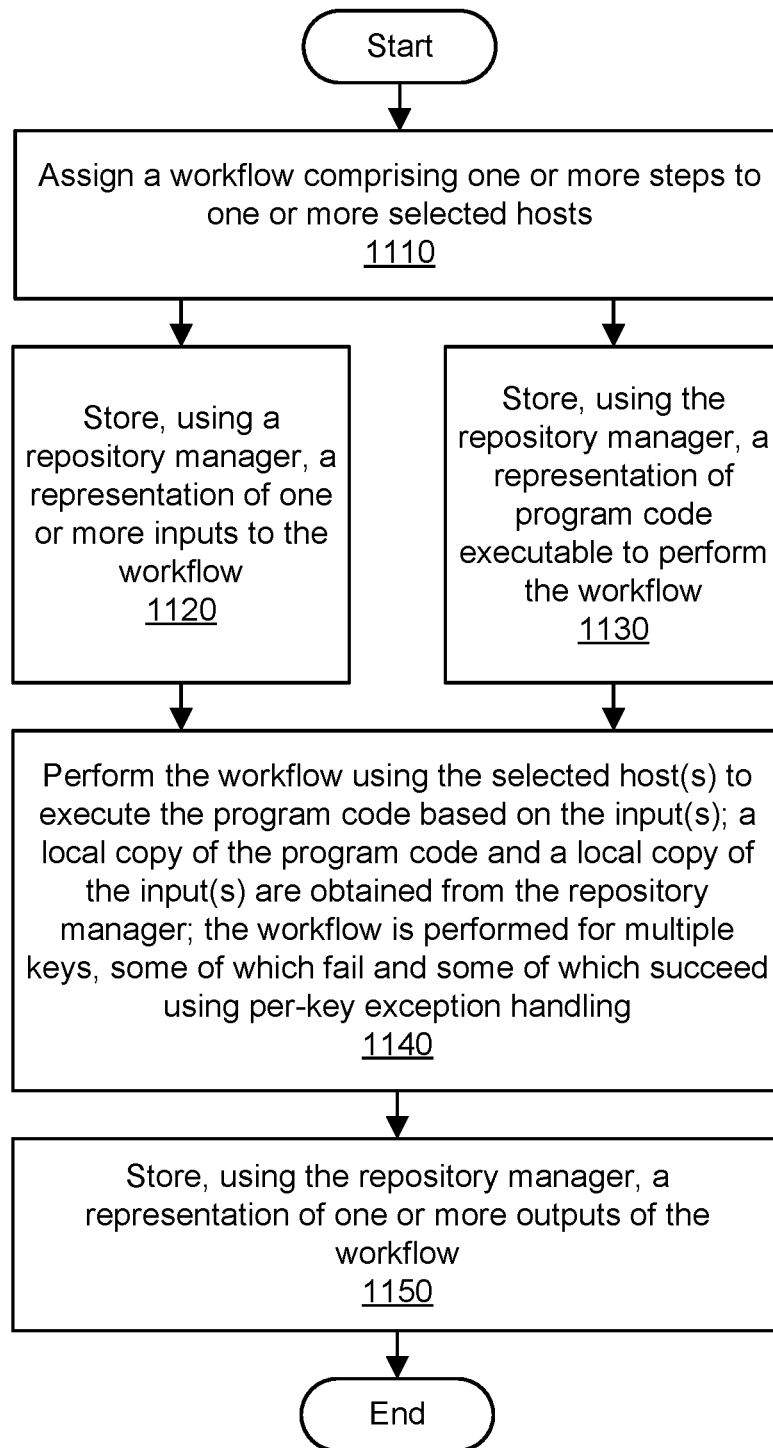 Start
Assign a workflow comprising one or more steps to
one or more selected hosts
1110
Store, using a
repository manager, a
representation of one
or more inputs to the
workflow
1120
Store, using the
repository manager, a
representation of
program code
executable to perform
the workflow
1130
Perform the workflow using the selected host(s) to
execute the program code based on the input(s); a
local copy of the program code and a local copy of
the input(s) are obtained from the repository
manager; the workflow is performed for multiple
keys, some of which fail and some of which succeed
using per-key exception handling
1140
Store, using the repository manager, a
representation of one or more outputs of the
workflow
1150
End